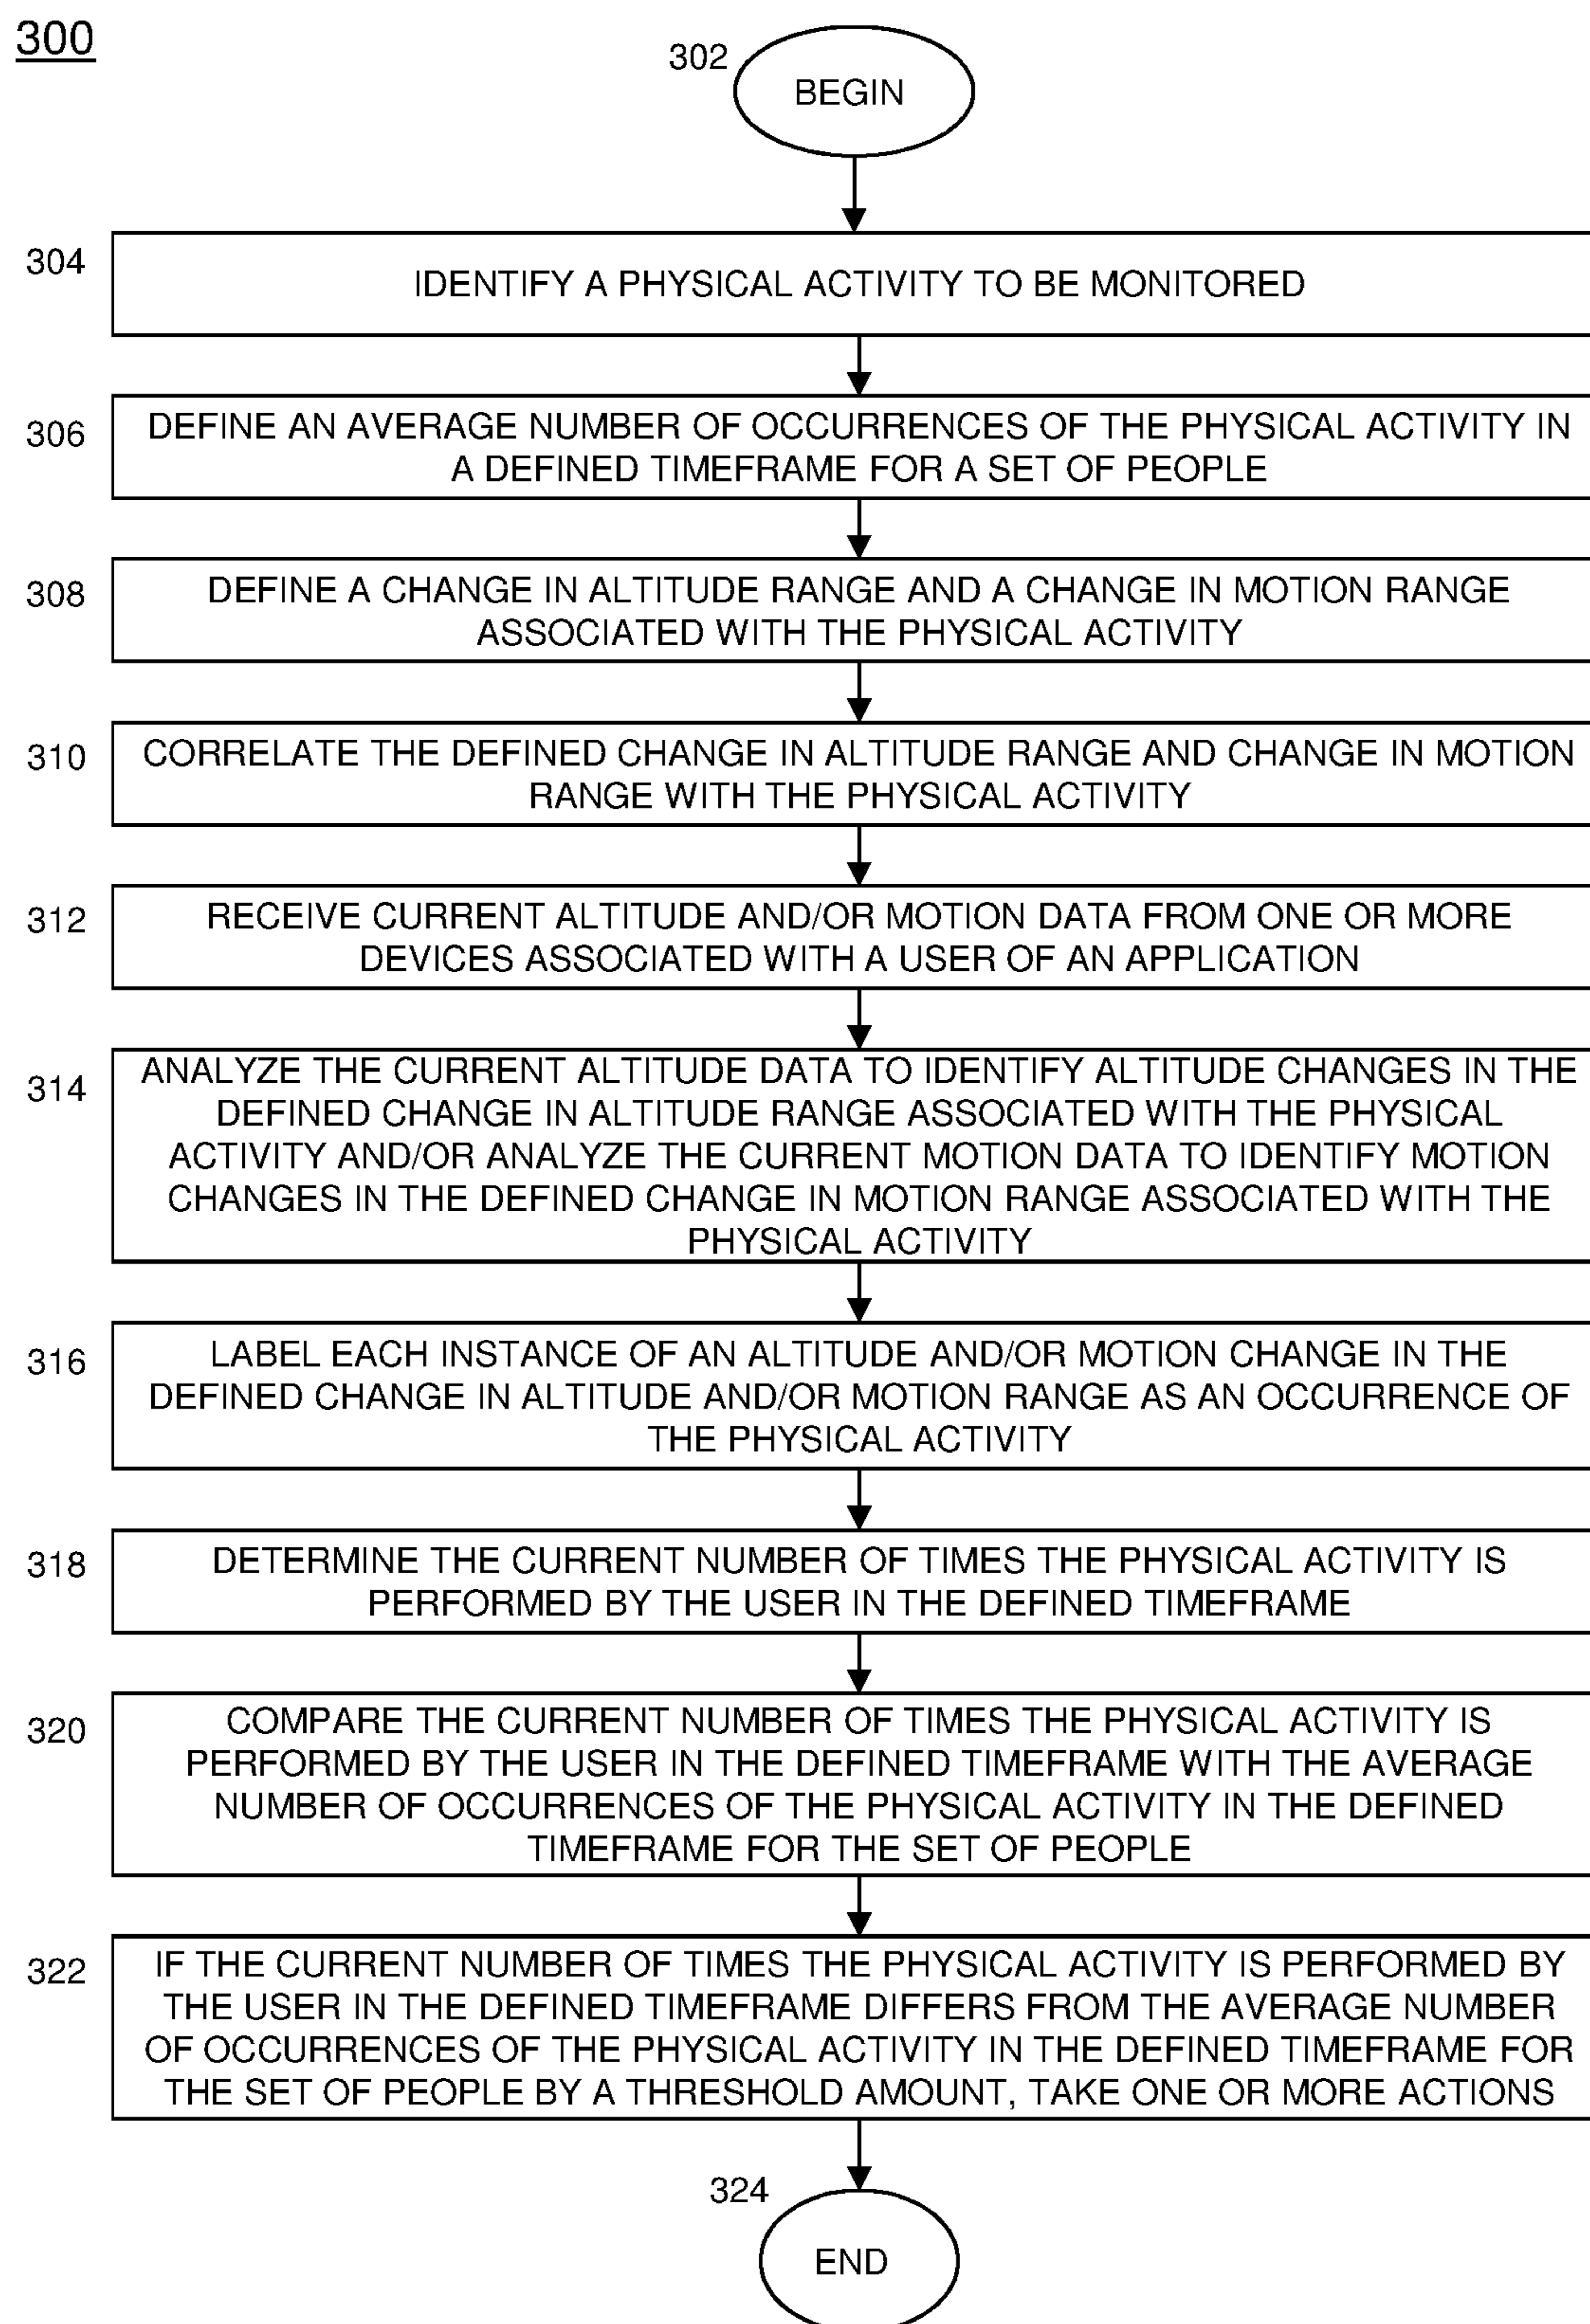 300
302
BEGIN
304
IDENTIFY A PHYSICAL ACTIVITY TO BE MONITORED
306
DEFINE AN AVERAGE NUMBER OF OCCURRENCES OF THE PHYSICAL ACTIVITY IN
A DEFINED TIMEFRAME FOR A SET OF PEOPLE
308
DEFINE A CHANGE IN ALTITUDE RANGE AND A CHANGE IN MOTION RANGE
ASSOCIATED WITH THE PHYSICAL ACTIVITY
310
CORRELATE THE DEFINED CHANGE IN ALTITUDE RANGE AND CHANGE IN MOTION
RANGE WITH THE PHYSICAL ACTIVITY
312
RECEIVE CURRENT ALTITUDE AND/OR MOTION DATA FROM ONE OR MORE
DEVICES ASSOCIATED WITH A USER OF AN APPLICATION
314
ANALYZE THE CURRENT ALTITUDE DATA TO IDENTIFY ALTITUDE CHANGES IN THE
DEFINED CHANGE IN ALTITUDE RANGE ASSOCIATED WITH THE PHYSICAL
ACTIVITY AND/OR ANALYZE THE CURRENT MOTION DATA TO IDENTIFY MOTION
CHANGES IN THE DEFINED CHANGE IN MOTION RANGE ASSOCIATED WITH THE
PHYSICAL ACTIVITY
316
LABEL EACH INSTANCE OF AN ALTITUDE AND/OR MOTION CHANGE IN THE
DEFINED CHANGE IN ALTITUDE AND/OR MOTION RANGE AS AN OCCURRENCE OF
THE PHYSICAL ACTIVITY
318
DETERMINE THE CURRENT NUMBER OF TIMES THE PHYSICAL ACTIVITY IS
PERFORMED BY THE USER IN THE DEFINED TIMEFRAME
320
COMPARE THE CURRENT NUMBER OF TIMES THE PHYSICAL ACTIVITY IS
PERFORMED BY THE USER IN THE DEFINED TIMEFRAME WITH THE AVERAGE
NUMBER OF OCCURRENCES OF THE PHYSICAL ACTIVITY IN THE DEFINED
TIMEFRAME FOR THE SET OF PEOPLE
322
IF THE CURRENT NUMBER OF TIMES THE PHYSICAL ACTIVITY IS PERFORMED BY
THE USER IN THE DEFINED TIMEFRAME DIFFERS FROM THE AVERAGE NUMBER
OF OCCURRENCES OF THE PHYSICAL ACTIVITY IN THE DEFINED TIMEFRAME FOR
THE SET OF PEOPLE BY A THRESHOLD AMOUNT, TAKE ONE OR MORE ACTIONS
324
END